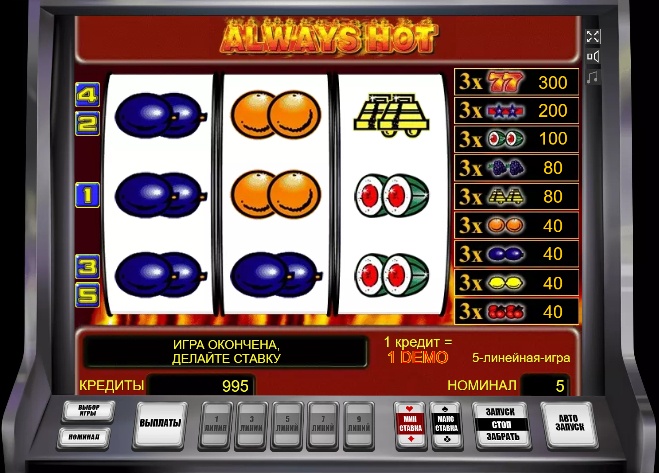 ALWAYS HOT
4
2
1
3
5
3x 77 300
3x 200
3x 100
3x 80
3x 80
3x 40
3x 40
3x 40
3x 40
ИГРА ОКОНЧЕНА,
ДЕЛАЙТЕ СТАВКУ
1 кредит =
1 DEMO
5-линейная-игра
КРЕДИТЫ 995
НОМИНАЛ 5
ВЫБОР
ИГРЫ
НОМИНАЛ
ВЫПЛАТЫ
1
ЛИНИЯ
3
ЛИНИИ
5
ЛИНИЙ
7
ЛИНИЙ
9
ЛИНИЙ
МИН
СТАВКА
МАКС
СТАВКА
ЗАПУСК
СТОП
ЗАБРАТЬ
АВТО
ЗАПУСК